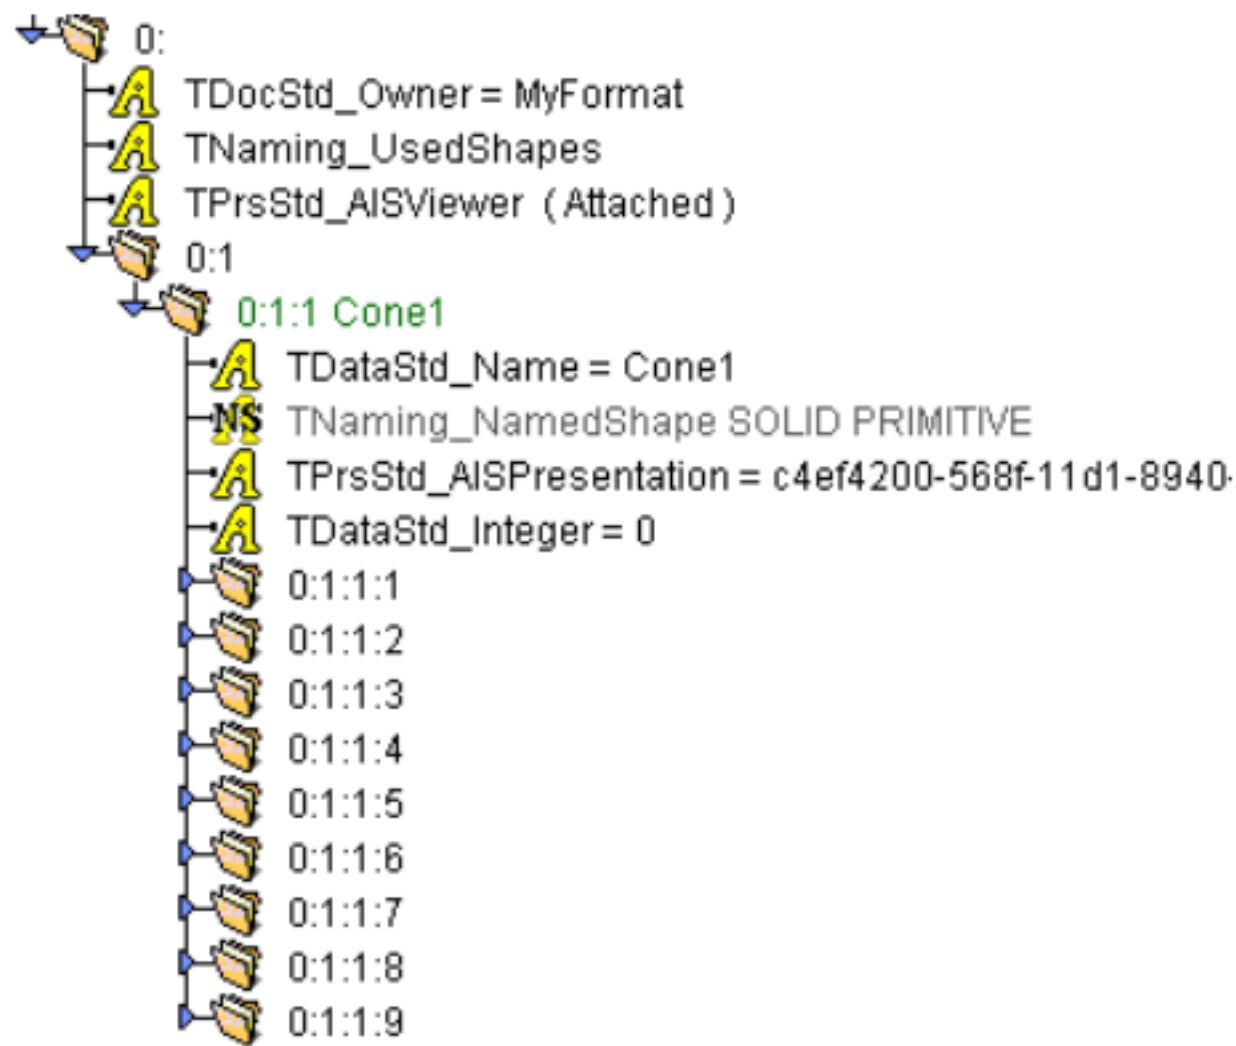 0:
TDocStd_Owner = MyFormat
TNaming_UsedShapes
TPrsStd_AISViewer (Attached)
0:1
0:1:1 Cone1
TDataStd_Name = Cone1
TNaming_NamedShape SOLID PRIMITIVE
TPrsStd_AISPresentation = c4ef4200-568f-11d1-8940-
TDataStd_Integer = 0
0:1:1:1
0:1:1:2
0:1:1:3
0:1:1:4
0:1:1:5
0:1:1:6
0:1:1:7
0:1:1:8
0:1:1:9